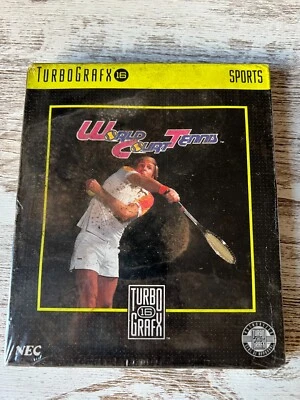 TURBOGRAFX 16
SPORTS
WORLD
COURT TENNIS
TURBO
16
GRAFX
NEC